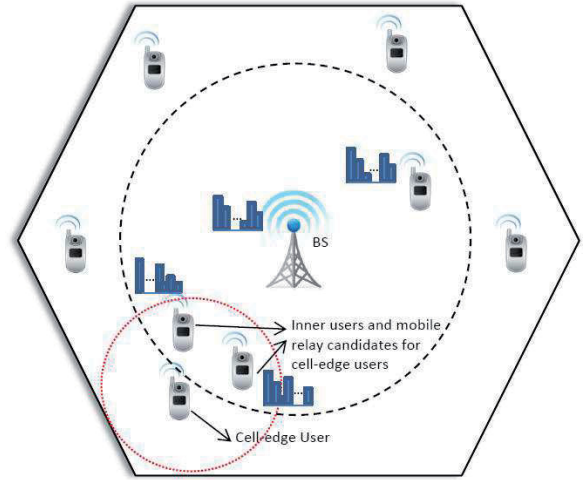 BS
Inner users and mobile
relay candidates for
cell-edge users
Cell-edge User